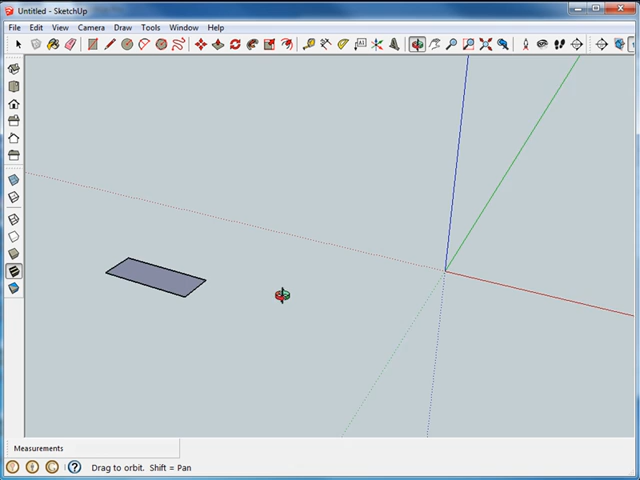 Untitled - SketchUp
File Edit View Camera Draw Tools Window Help
Measurements
Drag to orbit. Shift = Pan